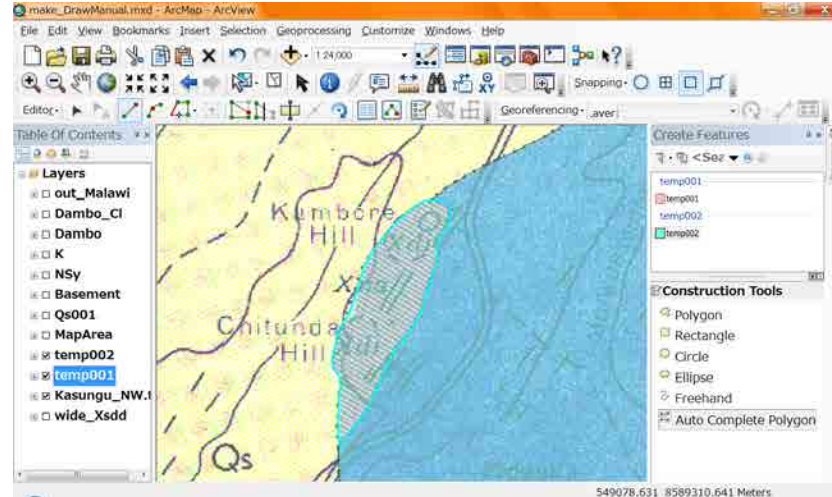 make_DrawManual.mxd - ArcMap - ArcView
File Edit View Bookmarks Insert Selection Geoprocessing Customize Windows Help
1:24,000
Snapping
Editor
Georeferencing
Table Of Contents
Layers
out_Malawi
Dambo_Cl
Dambo
K
NSy
Basement
Qs001
MapArea
temp002
temp001
Kasungu_NW.
wide_Xsdd
Kumbore
Hill
Chitunda
Hill
Qs
Create Features
temp001
temp001
temp002
temp002
Construction Tools
Polygon
Rectangle
Circle
Ellipse
Freehand
Auto Complete Polygon
549078.631 8589310.641 Meters